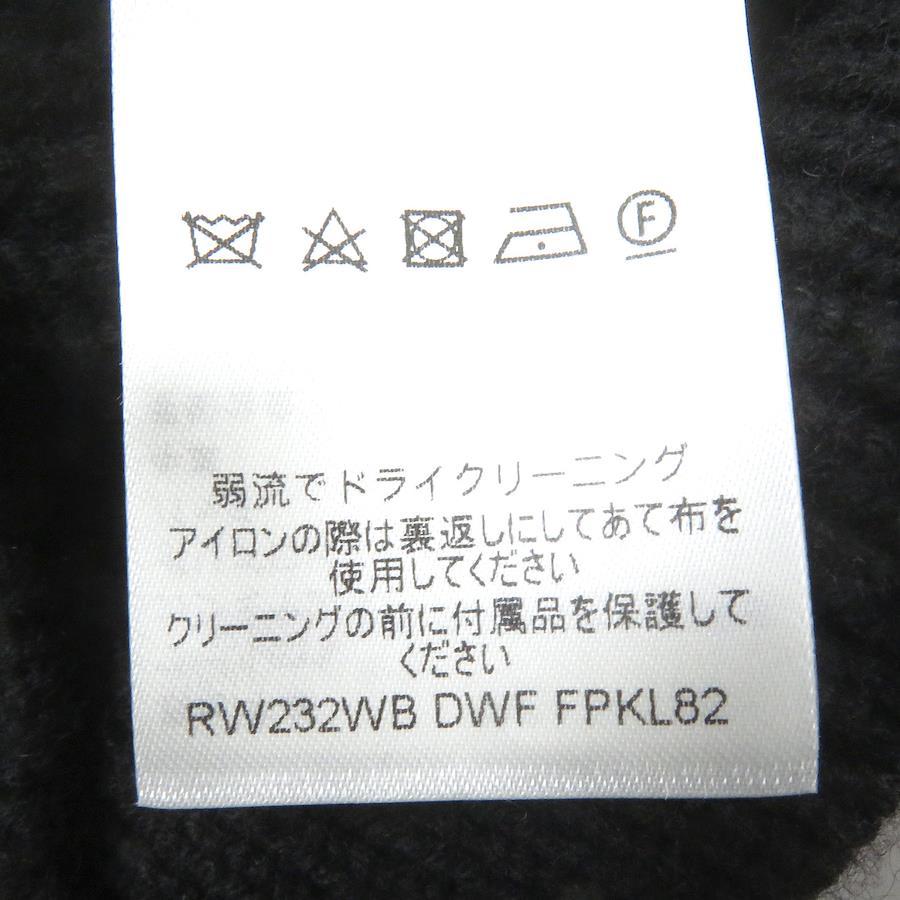 F
弱流でドライクリーニング
アイロンの際は裏返しにしてあて布を
使用してください
クリーニングの前に付属品を保護して
ください
RW232WB DWF FPKL82